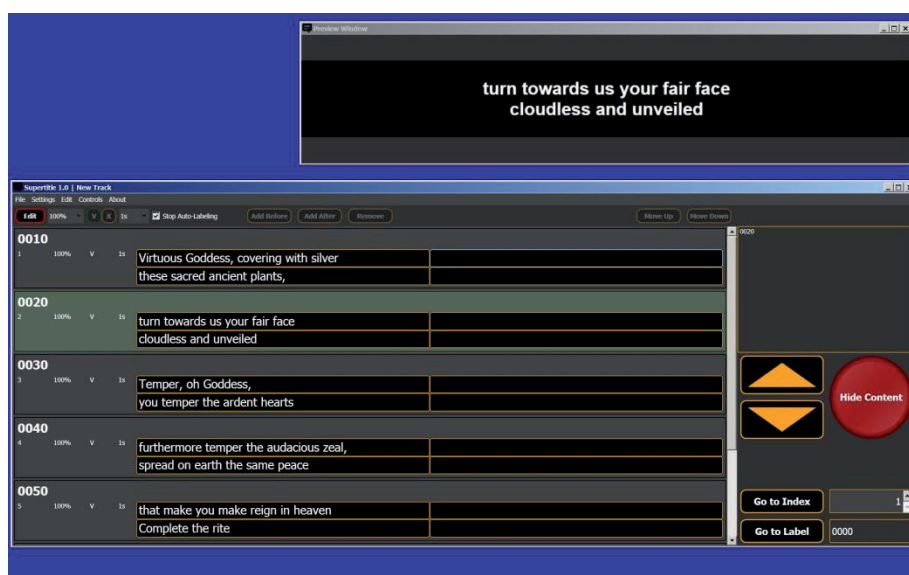 Preview Window
turn towards us your fair face
cloudless and unveiled
Supertitle 1.0 | New Track
File Settings Edit Controls About
Edit 100% V X 1s Stop Auto-Labeling Add Before Add After Remove Move Up Move Down
0010
1 100% V 1s
Virtuous Goddess, covering with silver
these sacred ancient plants,
0020
2 100% V 1s
turn towards us your fair face
cloudless and unveiled
0030
3 100% V 1s
Temper, oh Goddess,
you temper the ardent hearts
0040
4 100% V 1s
furthermore temper the audacious zeal,
spread on earth the same peace
0050
5 100% V 1s
that make you make reign in heaven
Complete the rite
0020
Hide Content
Go to Index 1
Go to Label 0000